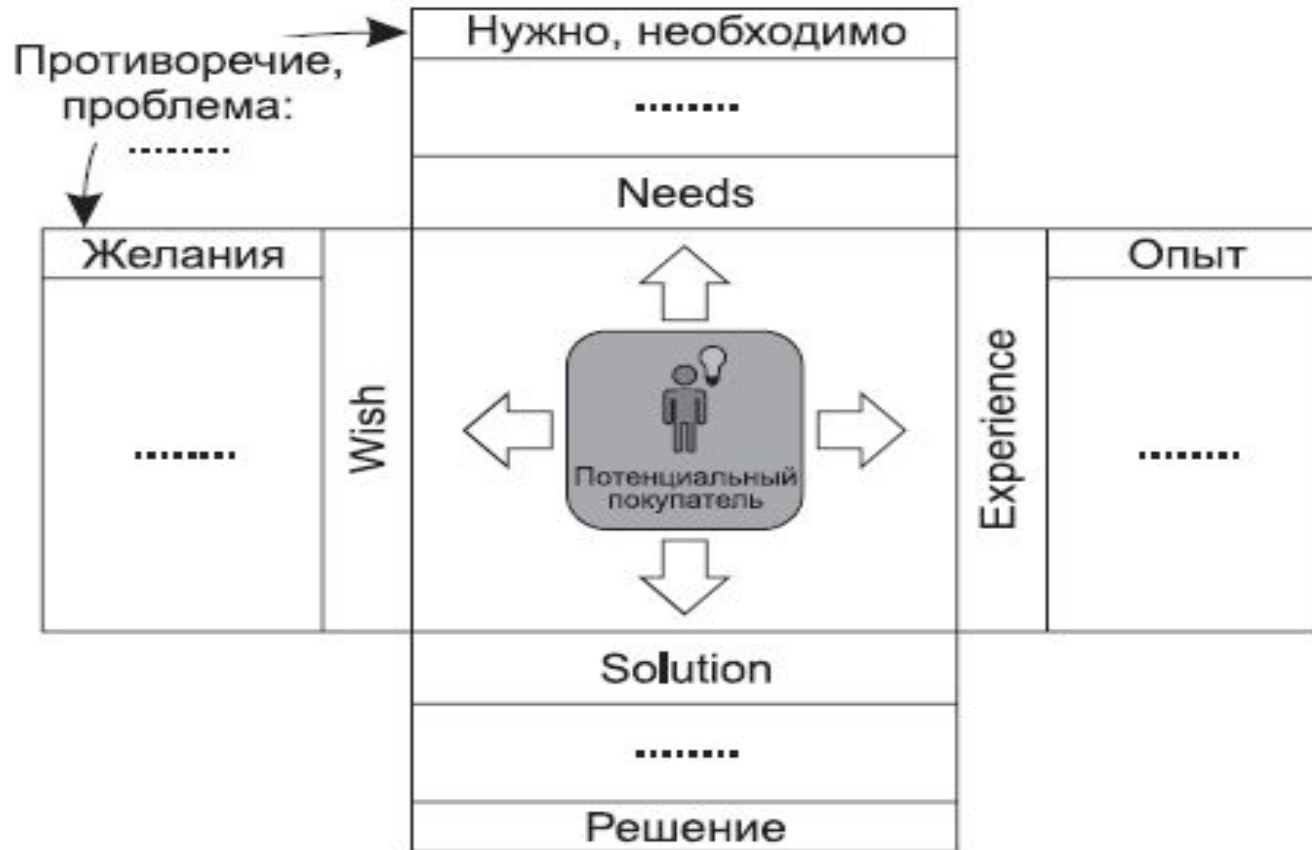 Противоречие,
проблема:
........
Нужно, необходимо
........
Needs
Желания
........
Wish
Потенциальный
покупатель
Experience
Опыт
........
Solution
........
Решение